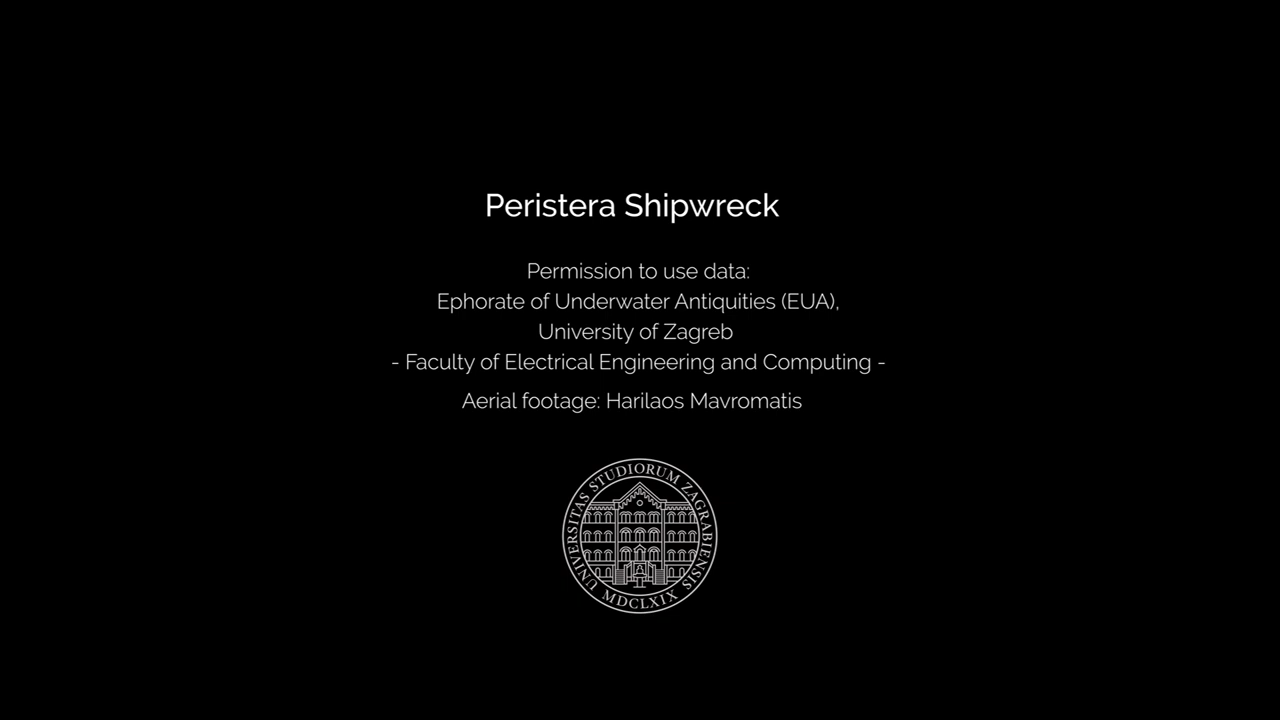 Peristera Shipwreck
Permission to use data:
Ephorate of Underwater Antiquities (EUA),
University of Zagreb
- Faculty of Electrical Engineering and Computing -
Aerial footage: Harilaos Mavromatis
UNIVERSITAS STUDIORUM ZAGRABIENSIS
MDCLXIX